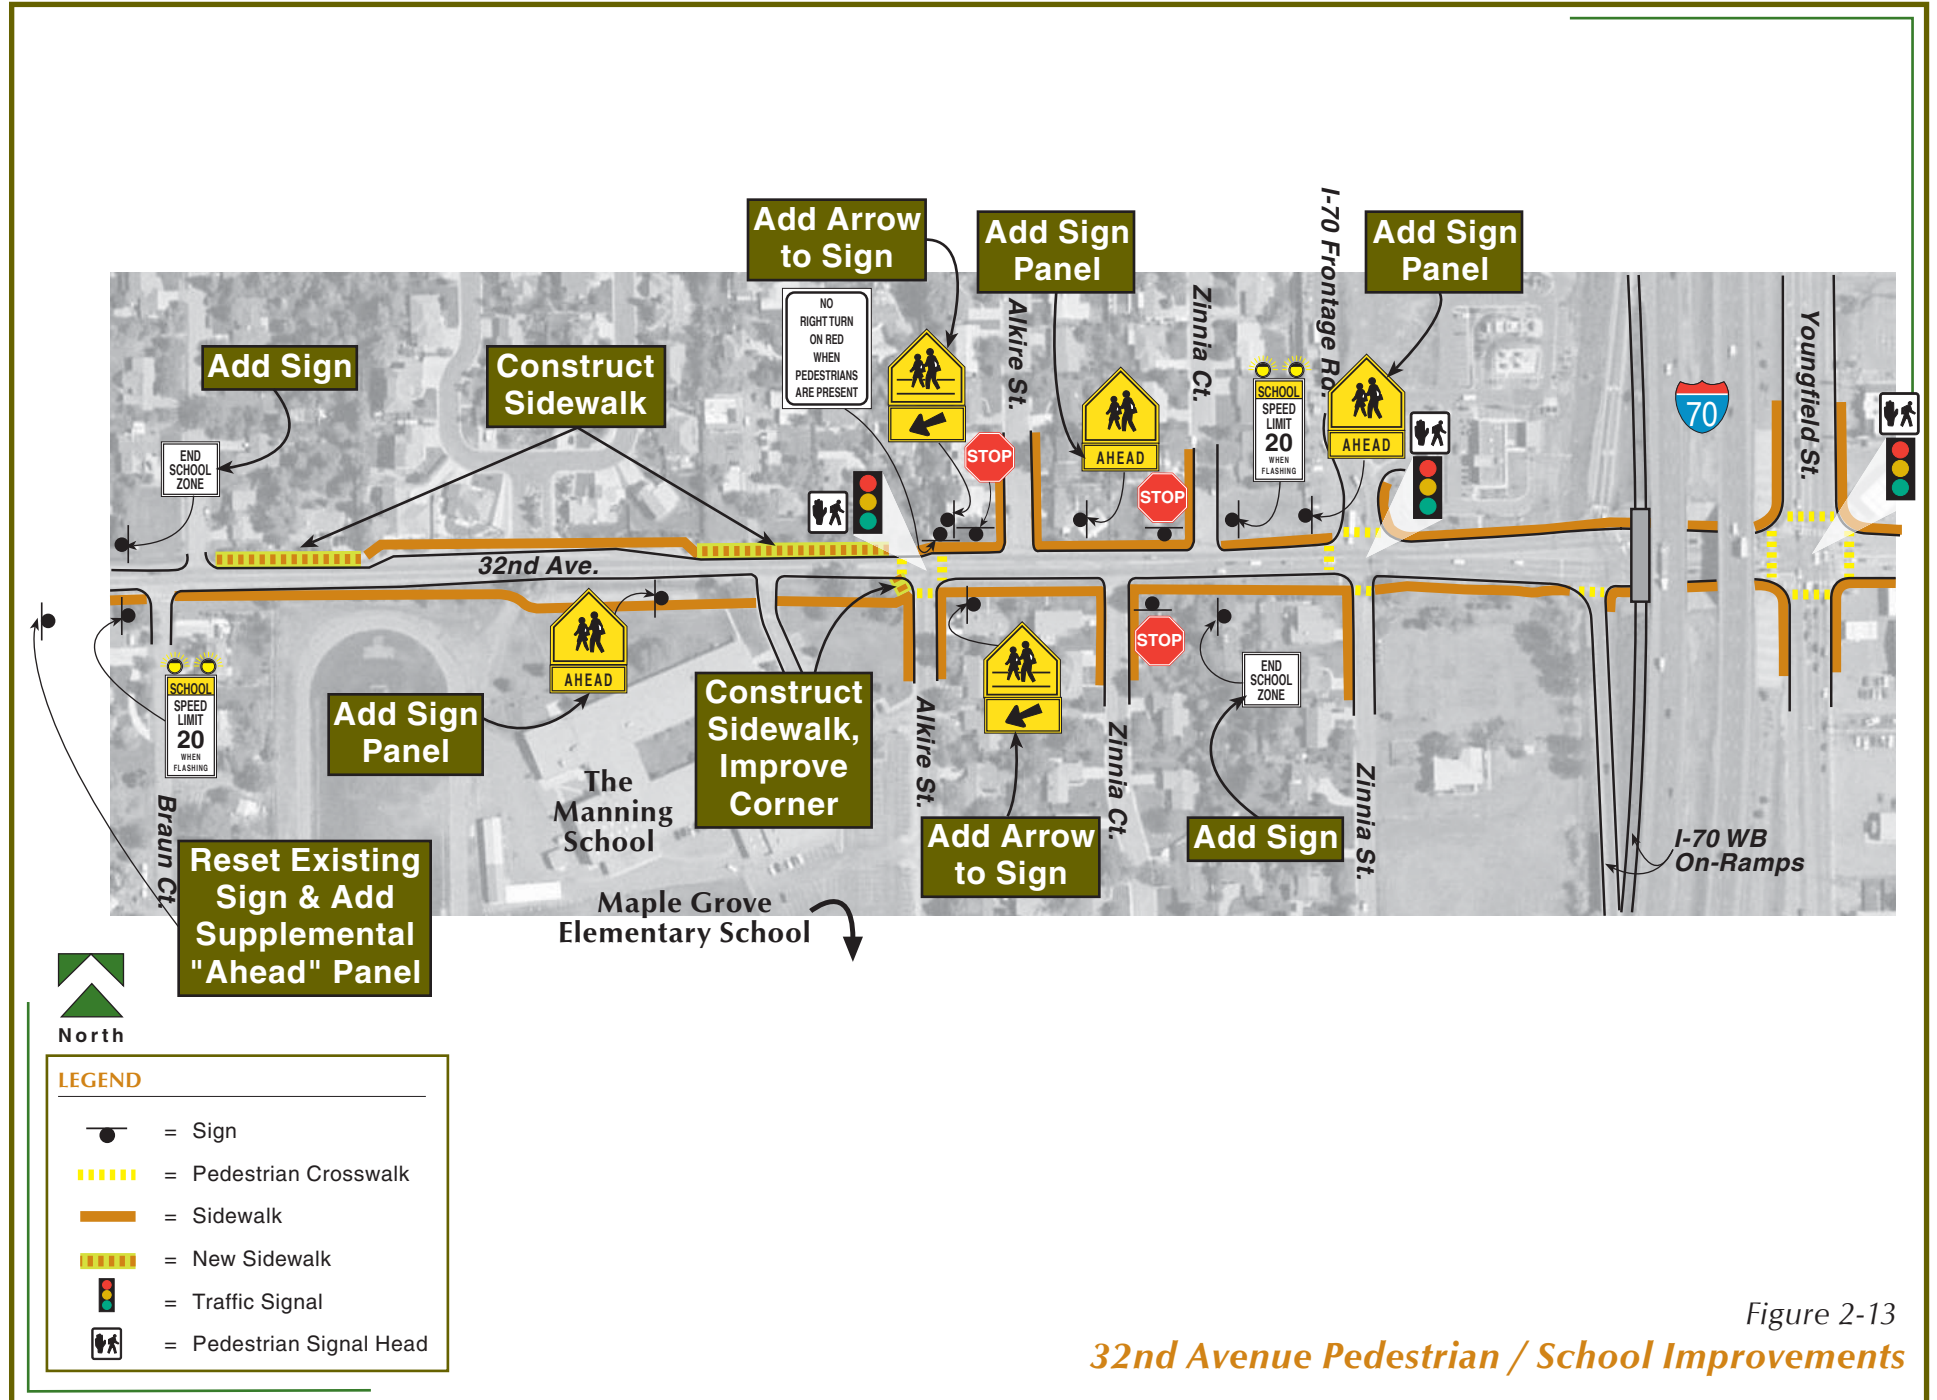 Add Arrow
to Sign
Add Sign
Panel
I-70 Frontage Rd.
Add Sign
Panel
NO
RIGHT TURN
ON RED
WHEN
PEDESTRIANS
ARE PRESENT
Alkire St.
Zinnia Ct.
Youngfield St.
Add Sign
Construct
Sidewalk
SCHOOL
SPEED
LIMIT
20
WHEN
FLASHING
70
END
SCHOOL
ZONE
STOP
AHEAD
AHEAD
STOP
32nd Ave.
STOP
AHEAD
END
SCHOOL
ZONE
SCHOOL
SPEED
LIMIT
20
WHEN
FLASHING
Add Sign
Panel
Construct
Sidewalk,
Improve
Corner
Alkire St.
Zinnia Ct.
Zinnia St.
The
Manning
School
Braun Ct.
Add Arrow
to Sign
Add Sign
I-70 WB
On-Ramps
Reset Existing
Sign & Add
Supplemental
"Ahead" Panel
Maple Grove
Elementary School
North
LEGEND
= Sign
= Pedestrian Crosswalk
= Sidewalk
= New Sidewalk
= Traffic Signal
= Pedestrian Signal Head
Figure 2-13
32nd Avenue Pedestrian / School Improvements